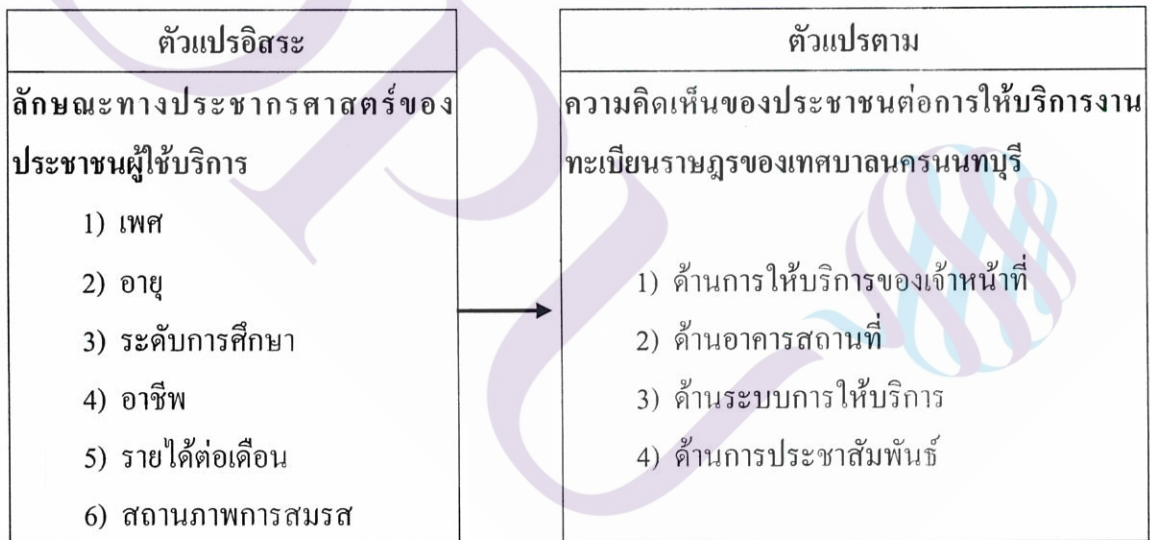 ตัวแปรอิสระ
ลักษณะทางประชากรศาสตร์ของ
ประชาชนผู้ใช้บริการ
1) เพศ
2) อายุ
3) ระดับการศึกษา
4) อาชีพ
5) รายได้ต่อเดือน
6) สถานภาพการสมรส
ตัวแปรตาม
ความคิดเห็นของประชาชนต่อการให้บริการงาน
ทะเบียนราษฎรของเทศบาลนครนนทบุรี
1) ด้านการให้บริการของเจ้าหน้าที่
2) ด้านอาคารสถานที่
3) ด้านระบบการให้บริการ
4) ด้านการประชาสัมพันธ์